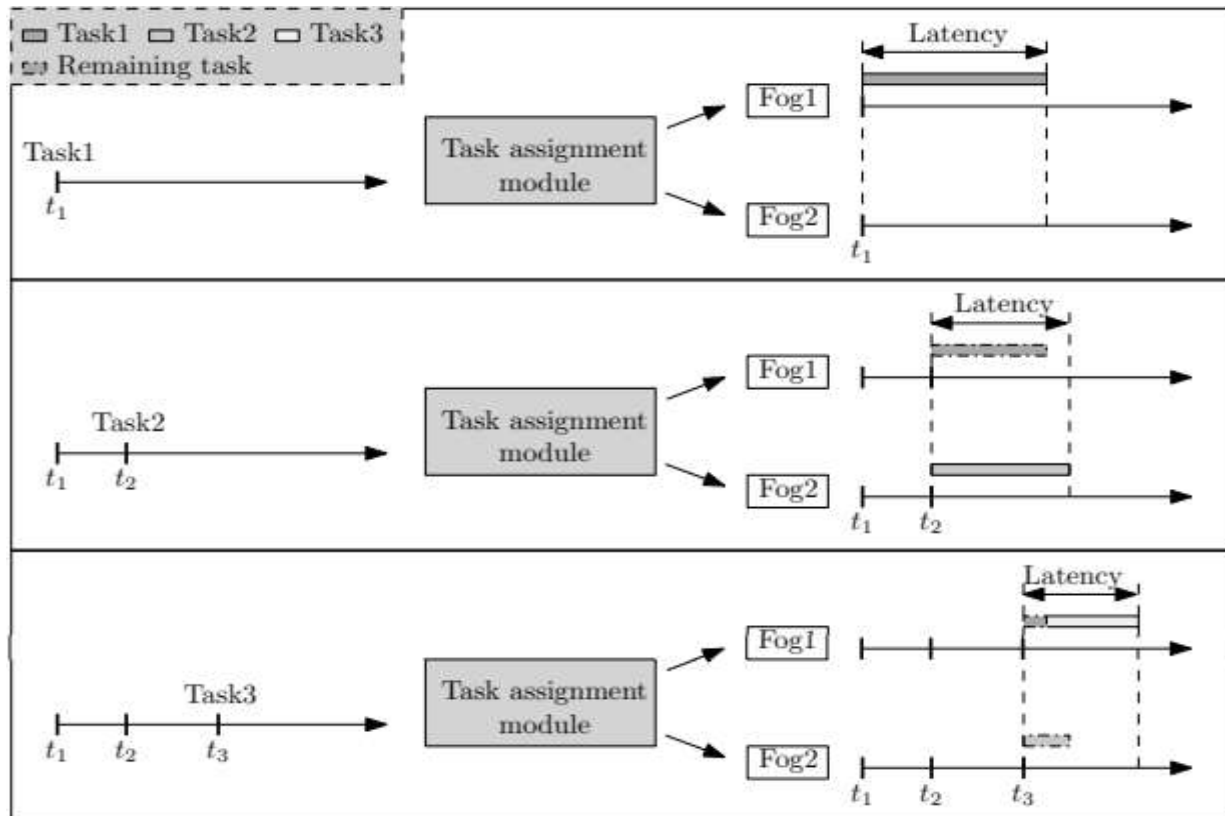 Task1 Task2 Task3
Remaining task
Task1
t₁
Task assignment
module
Fog1
Fog2
Latency
t₁
Task2
t₁ t₂
Task assignment
module
Fog1
Fog2
Latency
t₁ t₂
Task3
t₁ t₂ t₃
Task assignment
module
Fog1
Fog2
Latency
t₁ t₂ t₃